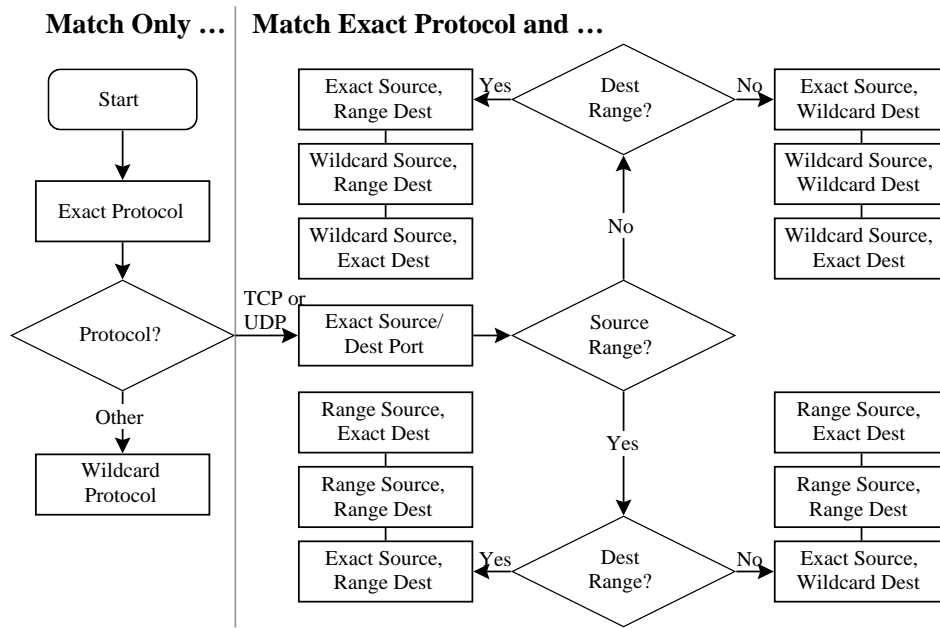 Match Only …
Match Exact Protocol and …
Start
Exact Protocol
Protocol?
Other
Wildcard
Protocol
TCP or
UDP
Exact Source/
Dest Port
Source
Range?
No
Dest
Range?
Yes
Exact Source,
Range Dest
Wildcard Source,
Range Dest
Wildcard Source,
Exact Dest
No
Exact Source,
Wildcard Dest
Wildcard Source,
Wildcard Dest
Wildcard Source,
Exact Dest
Yes
Dest
Range?
Yes
Range Source,
Exact Dest
Range Source,
Range Dest
Exact Source,
Range Dest
No
Range Source,
Exact Dest
Range Source,
Range Dest
Exact Source,
Wildcard Dest